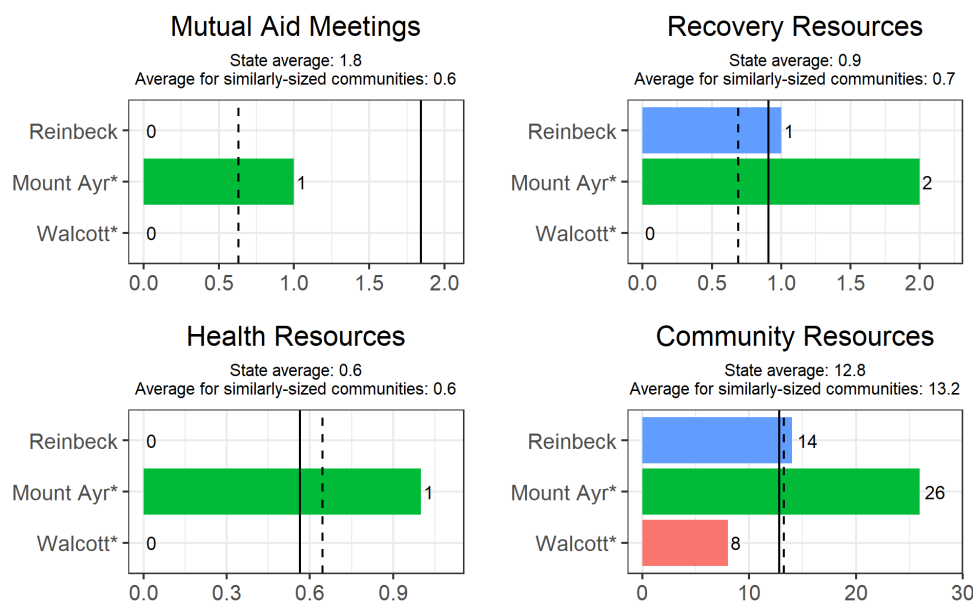 Mutual Aid Meetings
State average: 1.8
Average for similarly-sized communities: 0.6
Reinbeck
0
Mount Ayr*
1
Walcott*
0
0.0 0.5 1.0 1.5 2.0
Recovery Resources
State average: 0.9
Average for similarly-sized communities: 0.7
Reinbeck
1
Mount Ayr*
2
Walcott*
0
0.0 0.5 1.0 1.5 2.0
Health Resources
State average: 0.6
Average for similarly-sized communities: 0.6
Reinbeck
0
Mount Ayr*
1
Walcott*
0
0.0 0.3 0.6 0.9
Community Resources
State average: 12.8
Average for similarly-sized communities: 13.2
Reinbeck
14
Mount Ayr*
26
Walcott*
8
0 10 20 30